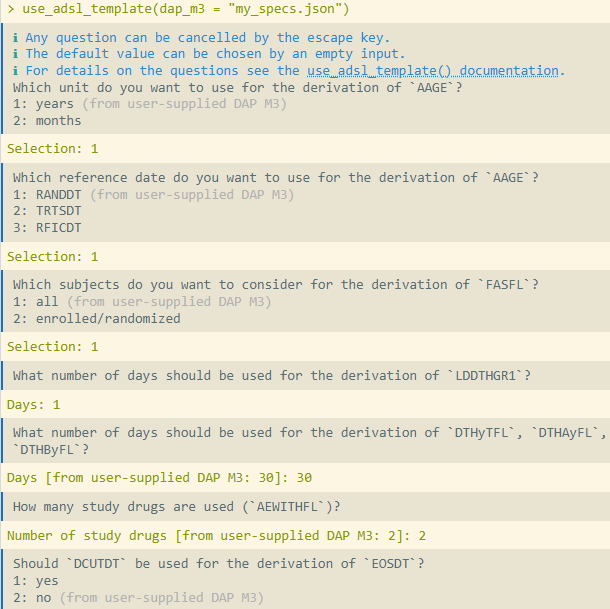 > use_adsl_template(dap_m3 = "my_specs.json")
ℹ Any question can be cancelled by the escape key.
ℹ The default value can be chosen by an empty input.
ℹ For details on the questions see the use_adsl_template() documentation.
Which unit do you want to use for the derivation of `AAGE`?
1: years (from user-supplied DAP M3)
2: months
Selection: 1
Which reference date do you want to use for the derivation of `AAGE`?
1: RANDDT (from user-supplied DAP M3)
2: TRTSDT
3: RFICDT
Selection: 1
Which subjects do you want to consider for the derivation of `FASFL`?
1: all (from user-supplied DAP M3)
2: enrolled/randomized
Selection: 1
What number of days should be used for the derivation of `LDDTHGR1`?
Days: 1
What number of days should be used for the derivation of `DTHyTFL`, `DTHAyFL`,
`DTHByFL`?
Days [from user-supplied DAP M3: 30]: 30
How many study drugs are used (`AEWITHFL`)?
Number of study drugs [from user-supplied DAP M3: 2]: 2
Should `DCUTDT` be used for the derivation of `EOSDT`?
1: yes
2: no (from user-supplied DAP M3)